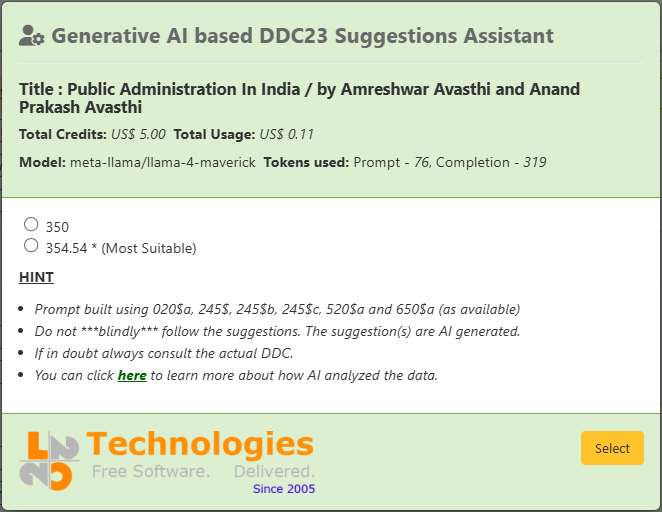 Generative AI based DDC23 Suggestions Assistant
Title : Public Administration In India / by Amreshwar Avasthi and Anand
Prakash Avasthi
Total Credits: US$ 5.00 Total Usage: US$ 0.11
Model: meta-llama/llama-4-maverick Tokens used: Prompt - 76, Completion - 319
350
354.54 * (Most Suitable)
HINT
• Prompt built using 020$a, 245$, 245$b, 245$c, 520$a and 650$a (as available)
• Do not ***blindly*** follow the suggestions. The suggestion(s) are AI generated.
• If in doubt always consult the actual DDC.
• You can click here to learn more about how AI analyzed the data.
L2C2 Technologies
Free Software. Delivered.
Since 2005
Select